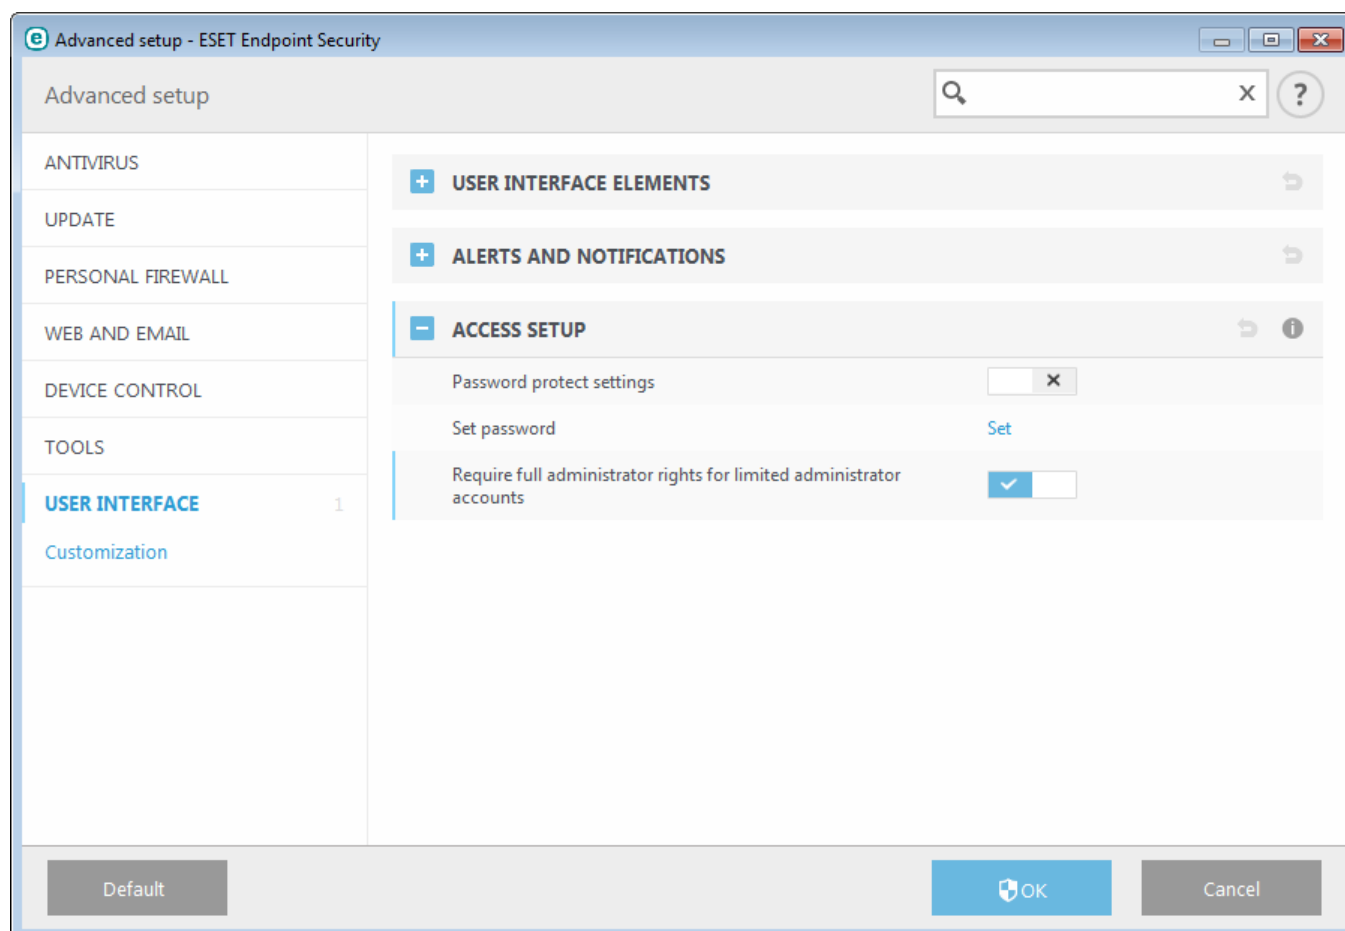 Advanced setup - ESET Endpoint Security
Advanced setup
?
ANTIVIRUS
UPDATE
PERSONAL FIREWALL
WEB AND EMAIL
DEVICE CONTROL
TOOLS
USER INTERFACE 1
Customization
USER INTERFACE ELEMENTS
ALERTS AND NOTIFICATIONS
ACCESS SETUP
Password protect settings
Set password Set
Require full administrator rights for limited administrator
accounts
Default
OK
Cancel